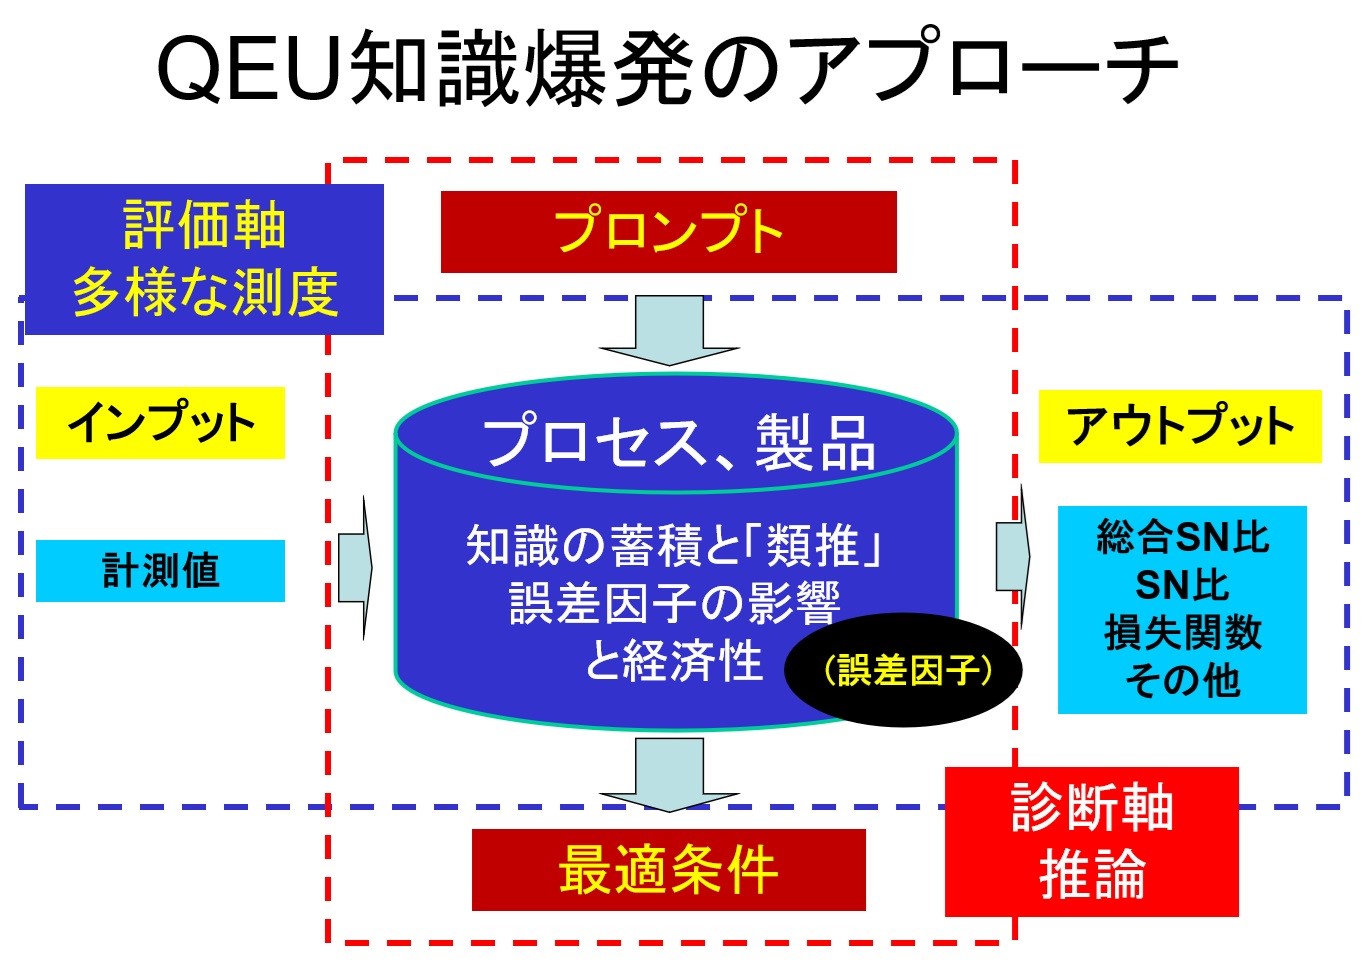 QEU知識爆発のアプローチ
評価軸
多様な測度
プロンプト
インプット
計測値
プロセス、製品
知識の蓄積と「類推」
誤差因子の影響
と経済性
（誤差因子）
アウトプット
総合SN比
SN比
損失関数
その他
最適条件
診断軸
推論